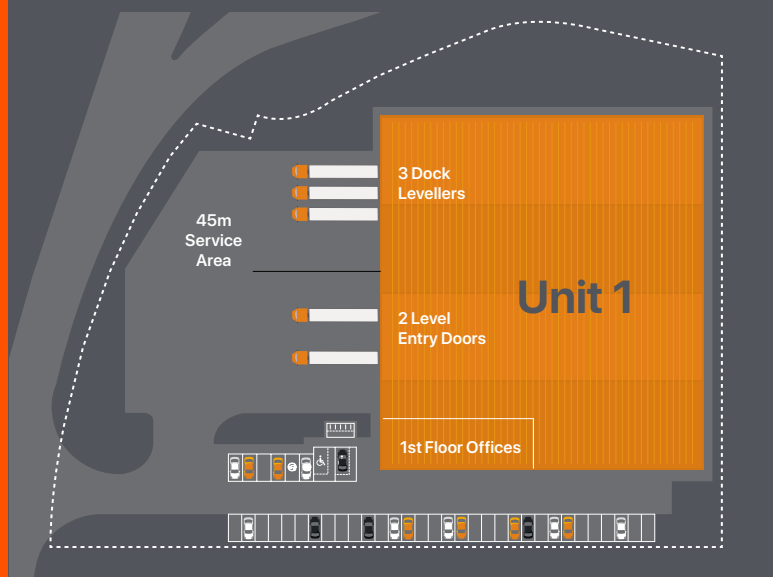 3 Dock
Levellers
45m
Service
Area
Unit 1
2 Level
Entry Doors
1st Floor Offices